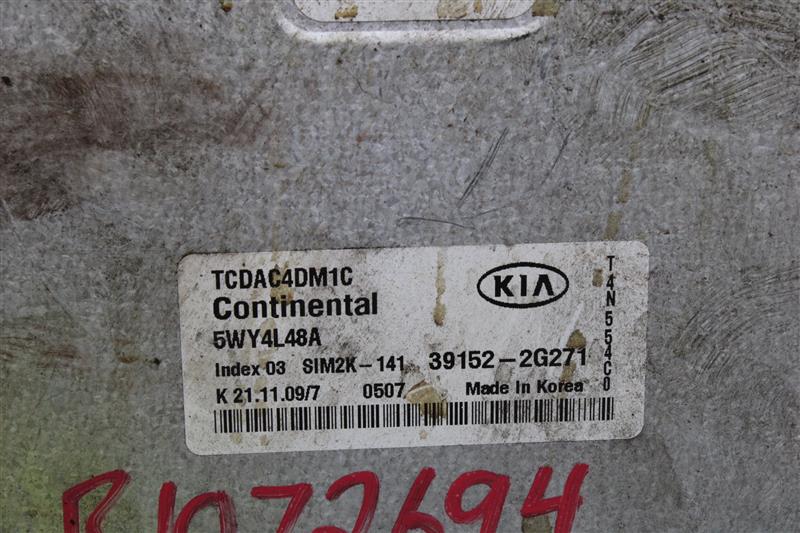 TCDAC4DM1C
KIA
Continental
5WY4L48A
Index 03 SIM2K-141 39152-2G271
K 21.11.09/7 0507 Made In Korea
T4N554C0
R1072694